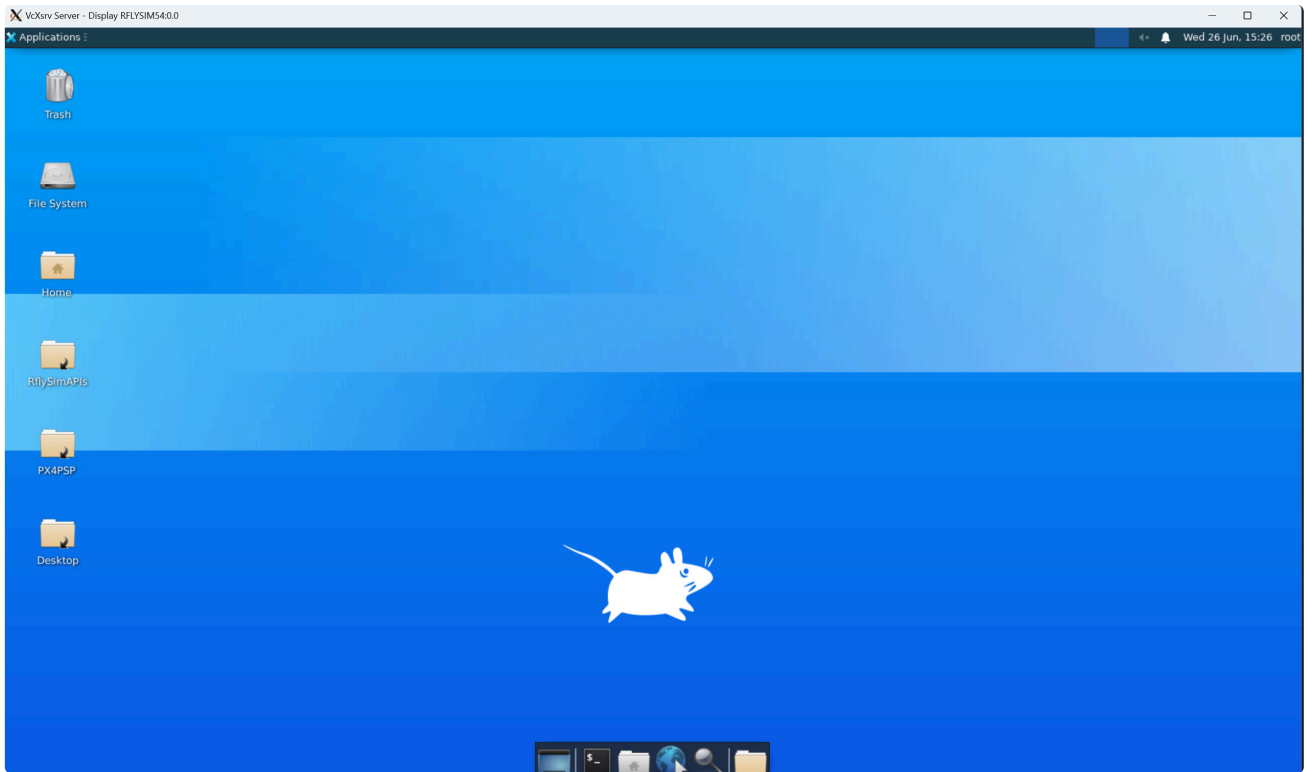 VcXsrv Server - Display RFLYSIM54:0.0
Applications
Wed 26 Jun, 15:26 root
Trash
File System
Home
RflySimAPIs
PX4PSP
Desktop
$_